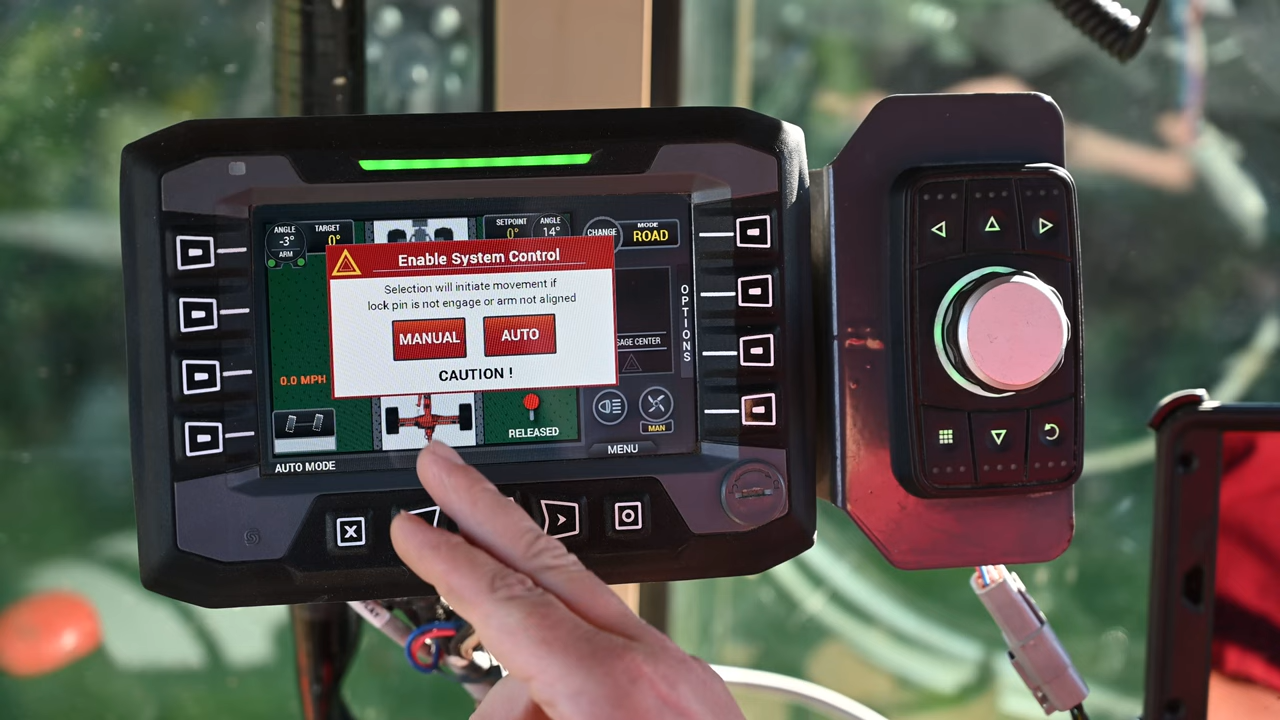 ANGLE
-3°
ARM
TARGET
0°
SETPOINT
0°
ANGLE
14°
CHANGE
MODE
ROAD
Enable System Control
Selection will initiate movement if
lock pin is not engage or arm not aligned
MANUAL
AUTO
CAUTION !
OPTIONS
SAGE CENTER
0.0 MPH
RELEASED
MAN
MENU
AUTO MODE
X